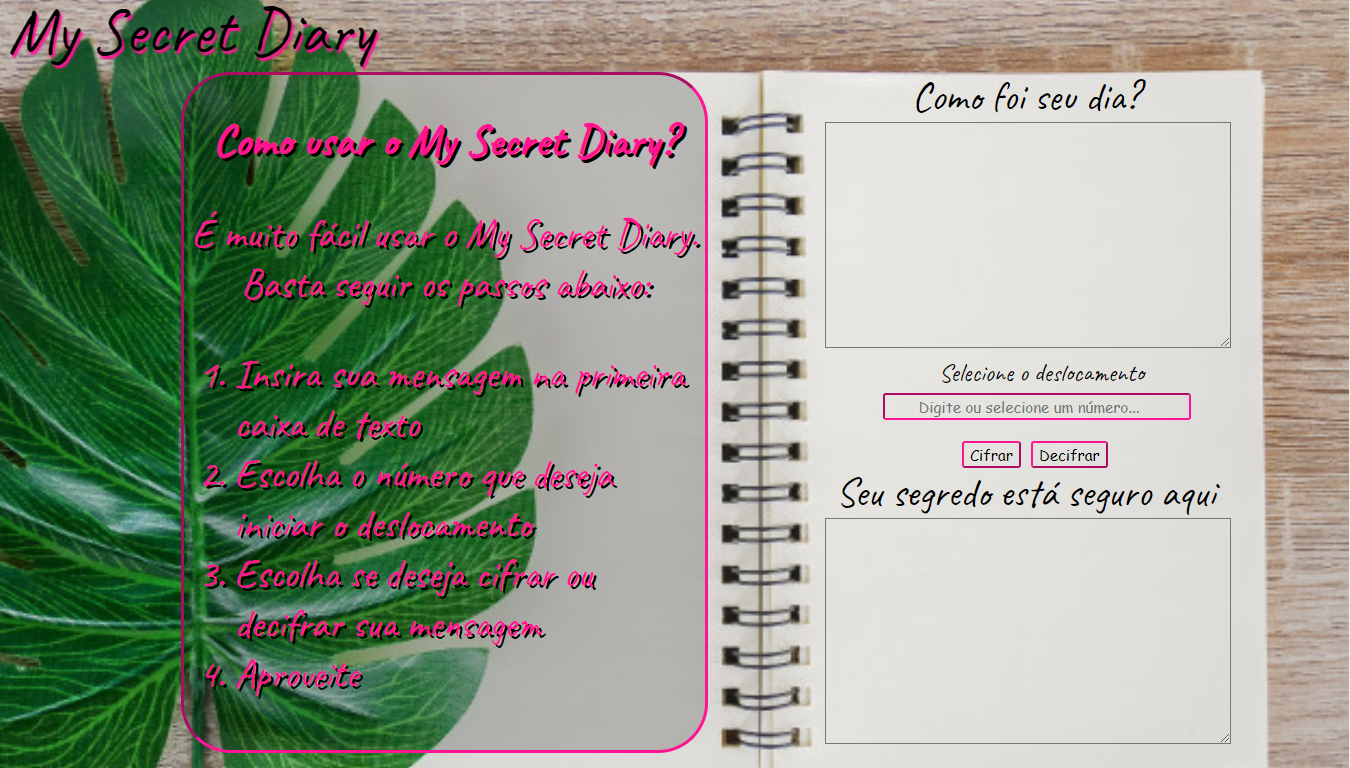 My Secret Diary
Como usar o My Secret Diary?
É muito fácil usar o My Secret Diary.
Basta seguir os passos abaixo:
1. Insira sua mensagem na primeira
caixa de texto
2. Escolha o número que deseja
iniciar o deslocamento
3. Escolha se deseja cifrar ou
decifrar sua mensagem
4. Aproveite
Como foi seu dia?
Selecione o deslocamento
Digite ou selecione um número...
Cifrar Decifrar
Seu segredo está seguro aqui